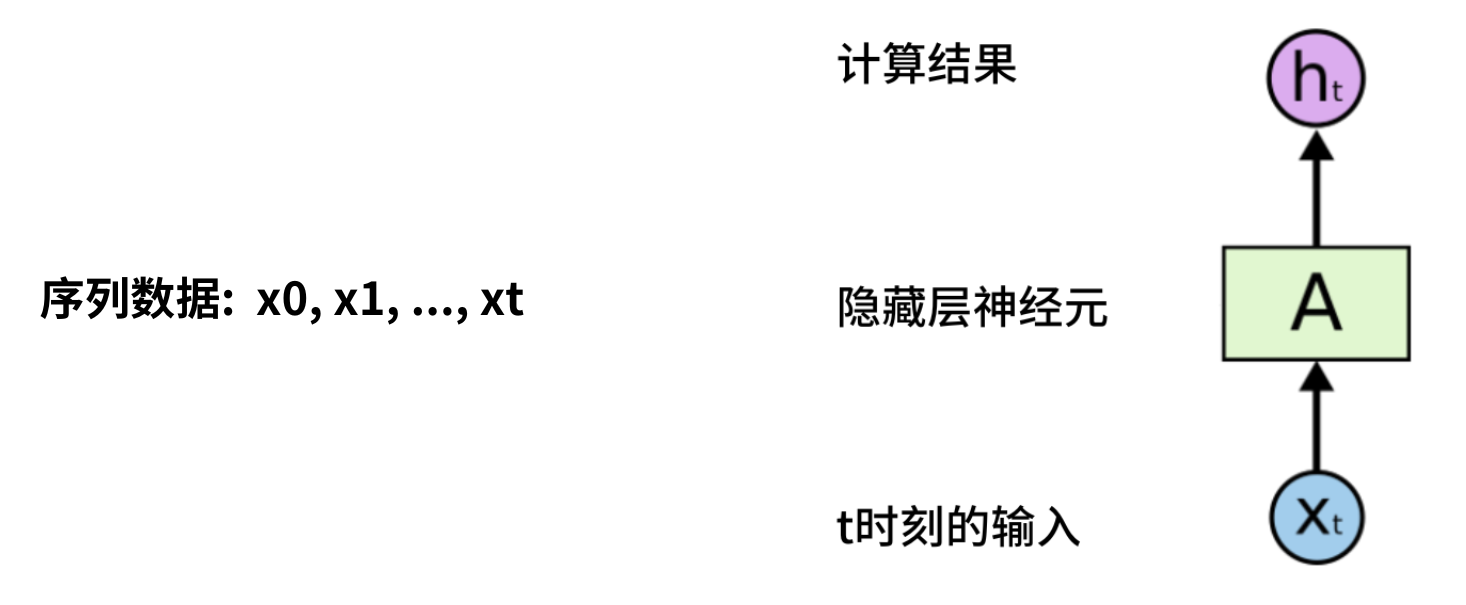 计算结果
ht
序列数据: x0, x1, ..., xt
隐藏层神经元
A
t时刻的输入
xt